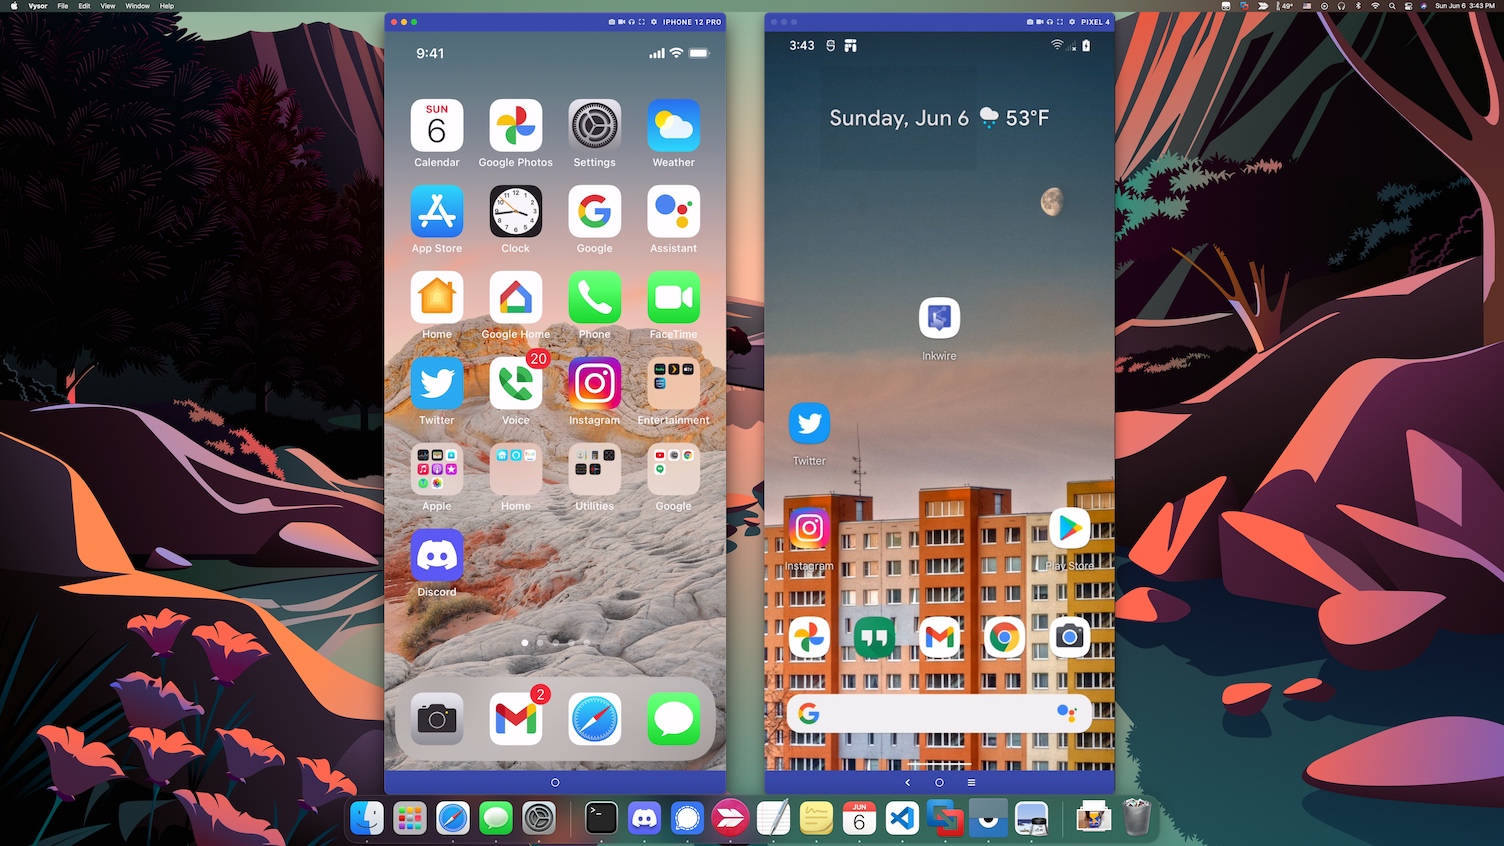 Vysor File Edit View Window Help
49° Sun Jun 6 3:43 PM
IPHONE 12 PRO
9:41
SUN
6
Calendar Google Photos Settings Weather
App Store Clock Google Assistant
Home Google Home Phone FaceTime
20
Twitter Voice Instagram Entertainment
Apple Home Utilities Google
Discord
2
PIXEL 4
3:43
Sunday, Jun 6 53°F
Inkwire
Twitter
Instagram Play Store
JUN
6